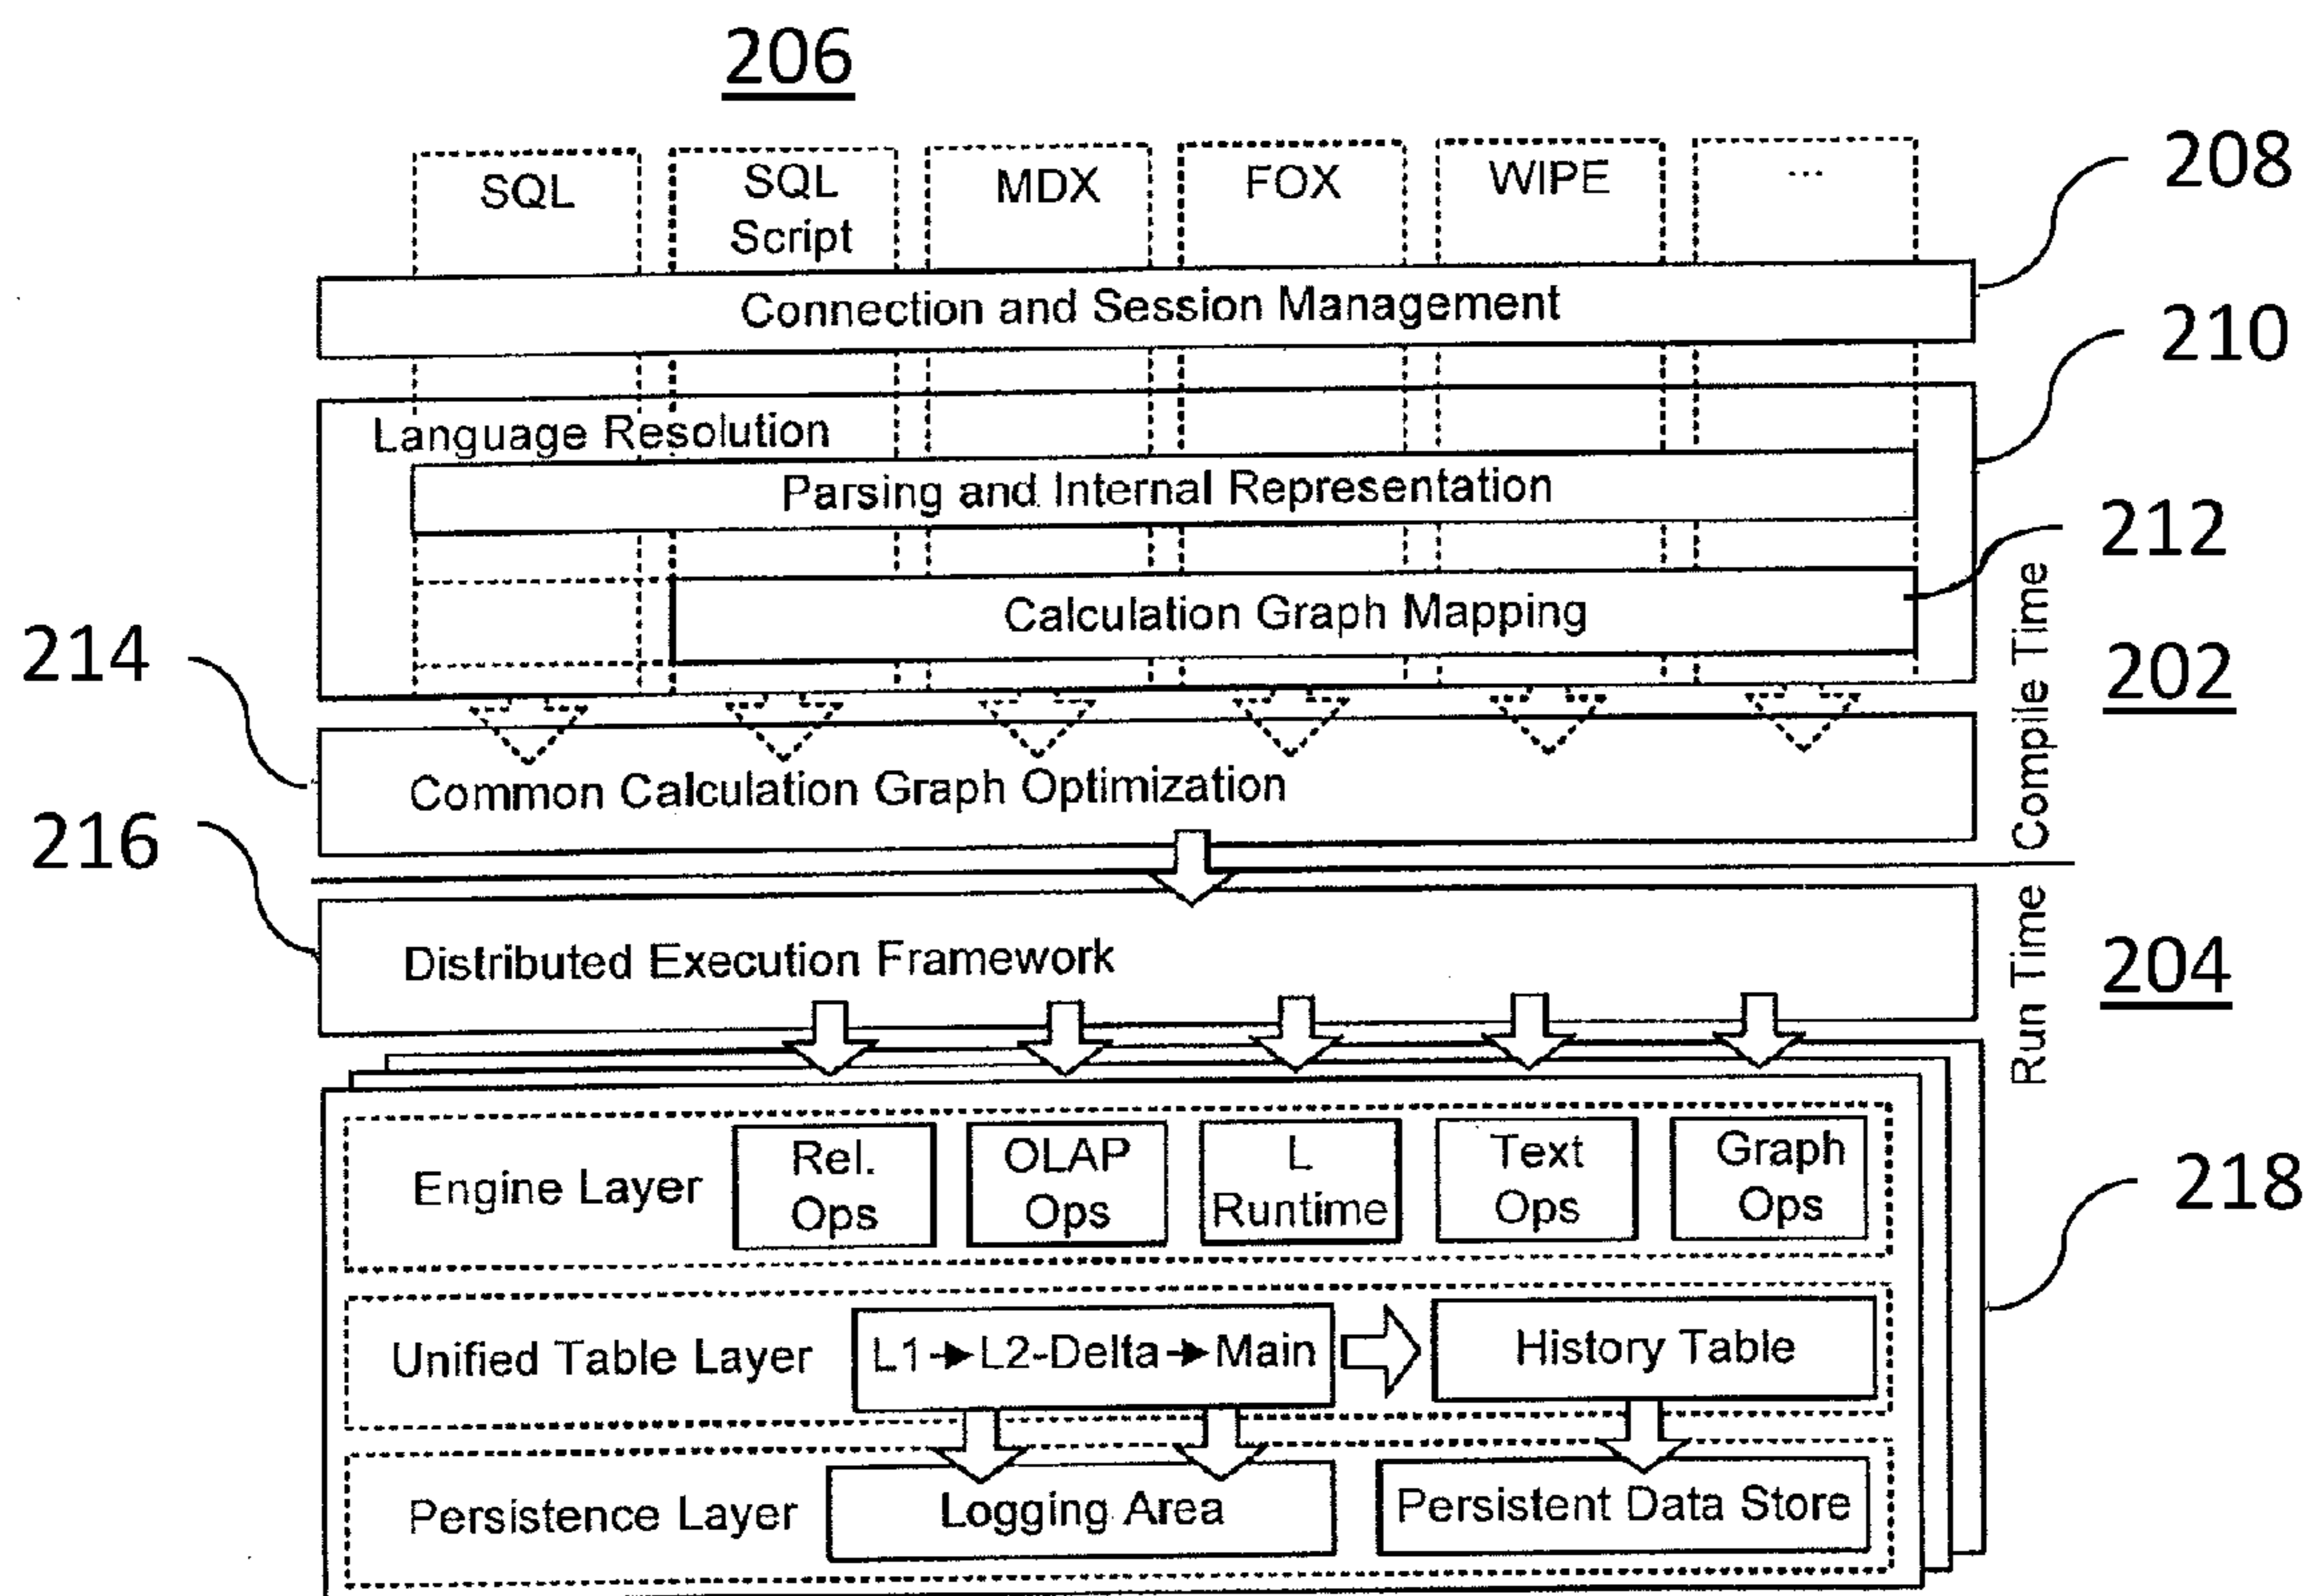 206
SQL
SQL
Script
MDX
FOX
WIPE
...
208
Connection and Session Management
210
Language Resolution
Parsing and Internal Representation
212
Calculation Graph Mapping
Compile Time
202
214
Common Calculation Graph Optimization
216
Distributed Execution Framework
Run Time
204
Engine Layer
Rel.
Ops
OLAP
Ops
L
Runtime
Text
Ops
Graph
Ops
218
Unified Table Layer
L1→L2-Delta→Main
History Table
Persistence Layer
Logging Area
Persistent Data Store